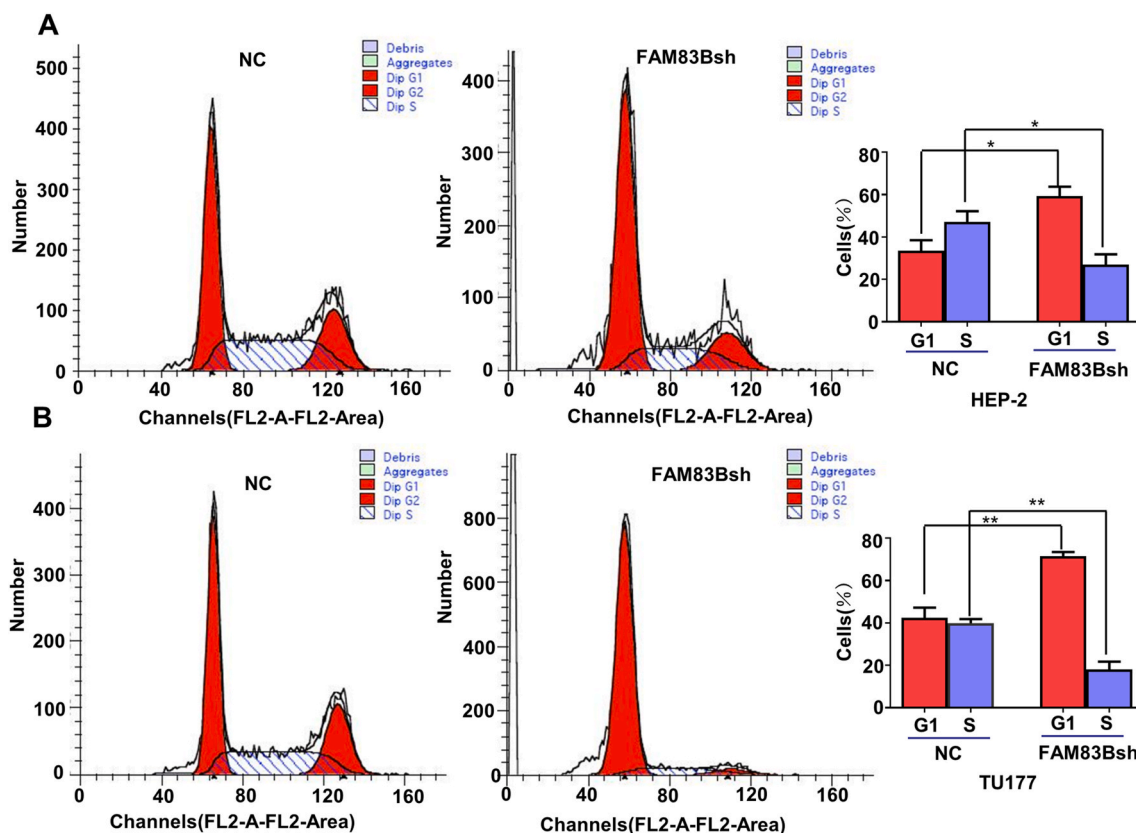 A
NC
Debris
Aggregates
Dip G1
Dip G2
Dip S
Number
500
400
300
200
100
0
0 40 80 120 160
Channels(FL2-A-FL2-Area)
FAM83Bsh
Debris
Aggregates
Dip G1
Dip G2
Dip S
Number
400
300
200
100
0
0 40 80 120 160
Channels(FL2-A-FL2-Area)
* *
Cells(%)
80
60
40
20
0
G1 S G1 S
NC FAM83Bsh
HEP-2
B
NC
Debris
Aggregates
Dip G1
Dip G2
Dip S
Number
400
300
200
100
0
0 40 80 120 160
Channels(FL2-A-FL2-Area)
FAM83Bsh
Debris
Aggregates
Dip G1
Dip G2
Dip S
Number
800
600
400
200
0
0 40 80 120 160
Channels(FL2-A-FL2-Area)
** **
Cells(%)
80
60
40
20
0
G1 S G1 S
NC FAM83Bsh
TU177